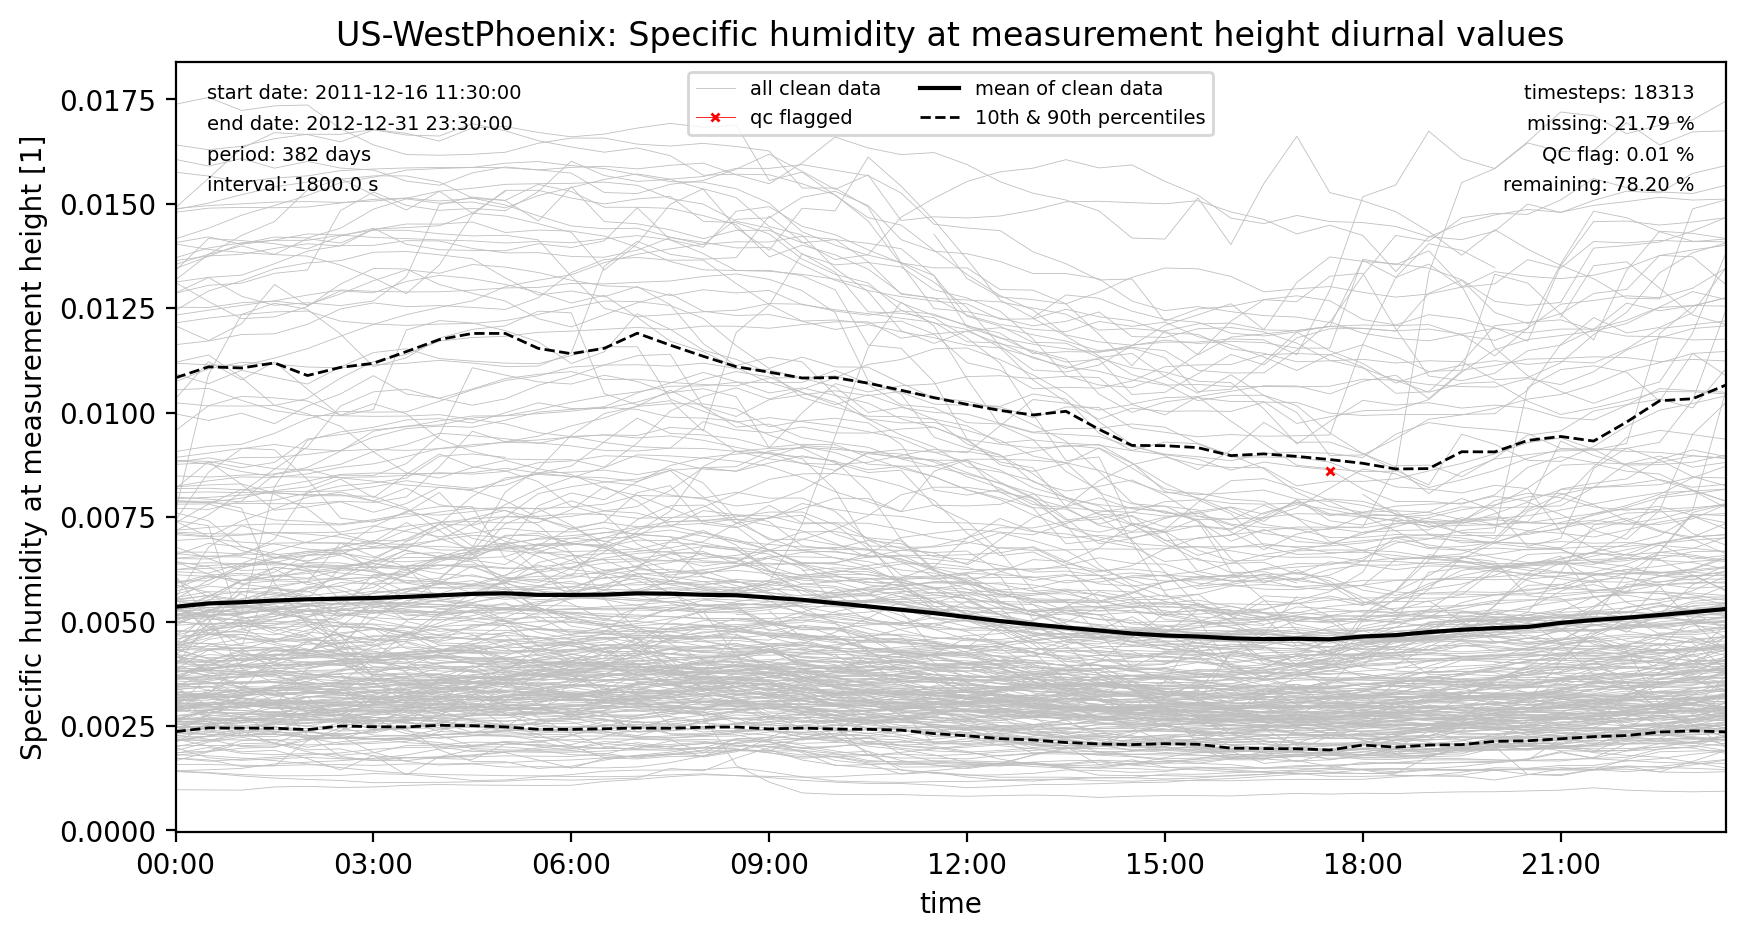 US-WestPhoenix: Specific humidity at measurement height diurnal values
start date: 2011-12-16 11:30:00
end date: 2012-12-31 23:30:00
period: 382 days
interval: 1800.0 s
all clean data
qc flagged
mean of clean data
10th & 90th percentiles
timesteps: 18313
missing: 21.79 %
QC flag: 0.01 %
remaining: 78.20 %
Specific humidity at measurement height [1]
0.0175
0.0150
0.0125
0.0100
0.0075
0.0050
0.0025
0.0000
00:00 03:00 06:00 09:00 12:00 15:00 18:00 21:00
time